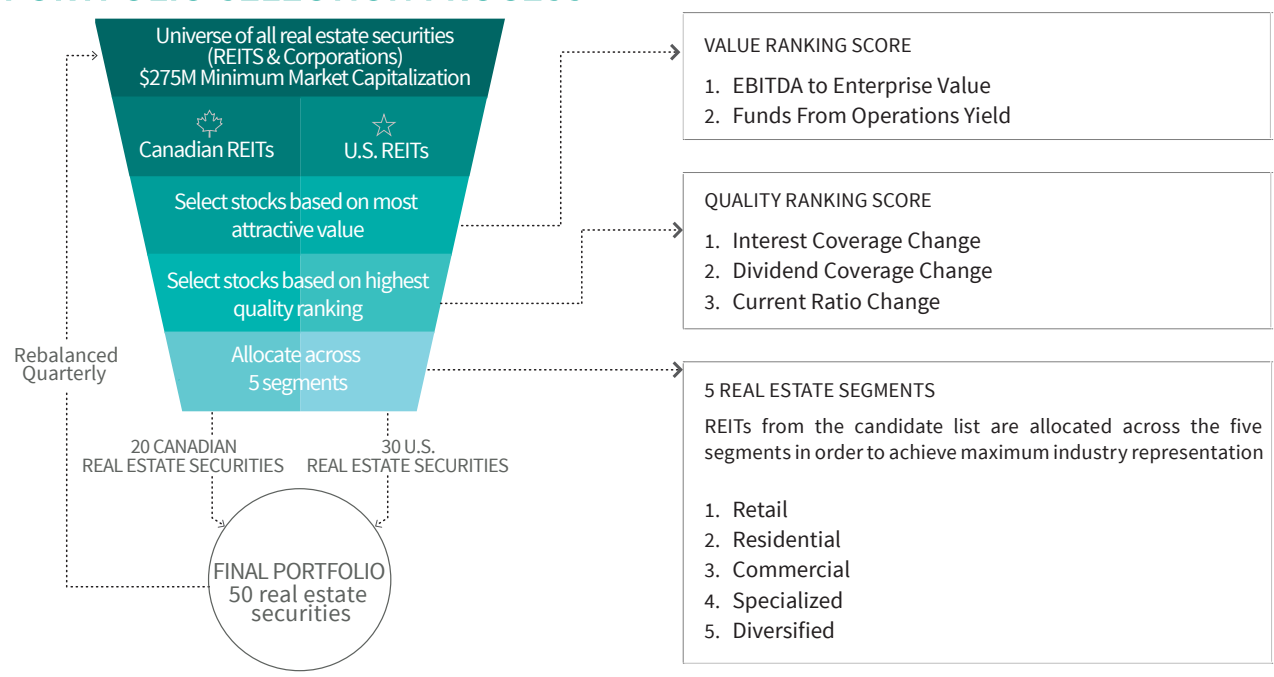 Universe of all real estate securities
(REITS & Corporations)
$275M Minimum Market Capitalization
Canadian REITs
U.S. REITs
Select stocks based on most
attractive value
Select stocks based on highest
quality ranking
Allocate across
5 segments
Rebalanced
Quarterly
20 CANADIAN
REAL ESTATE SECURITIES
30 U.S.
REAL ESTATE SECURITIES
FINAL PORTFOLIO
50 real estate
securities
VALUE RANKING SCORE
1. EBITDA to Enterprise Value
2. Funds From Operations Yield
QUALITY RANKING SCORE
1. Interest Coverage Change
2. Dividend Coverage Change
3. Current Ratio Change
5 REAL ESTATE SEGMENTS
REITs from the candidate list are allocated across the five
segments in order to achieve maximum industry representation
1. Retail
2. Residential
3. Commercial
4. Specialized
5. Diversified